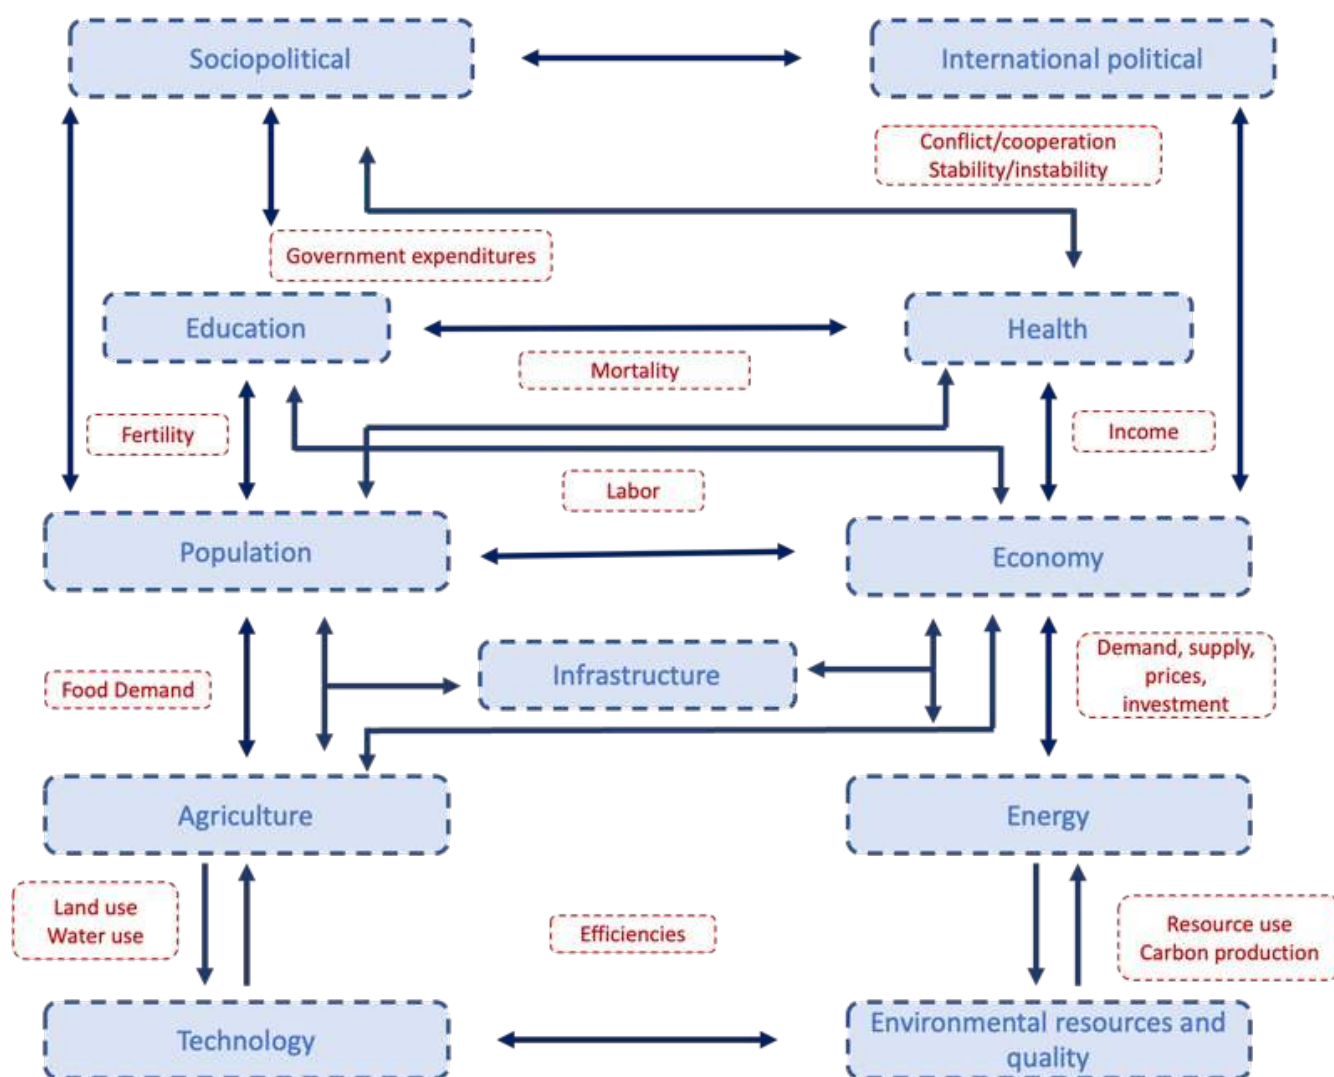 Sociopolitical
International political
Conflict/cooperation
Stability/instability
Government expenditures
Education
Health
Mortality
Fertility
Income
Labor
Population
Economy
Infrastructure
Food Demand
Demand, supply,
prices,
investment
Agriculture
Energy
Land use
Water use
Efficiencies
Resource use
Carbon production
Technology
Environmental resources and
quality